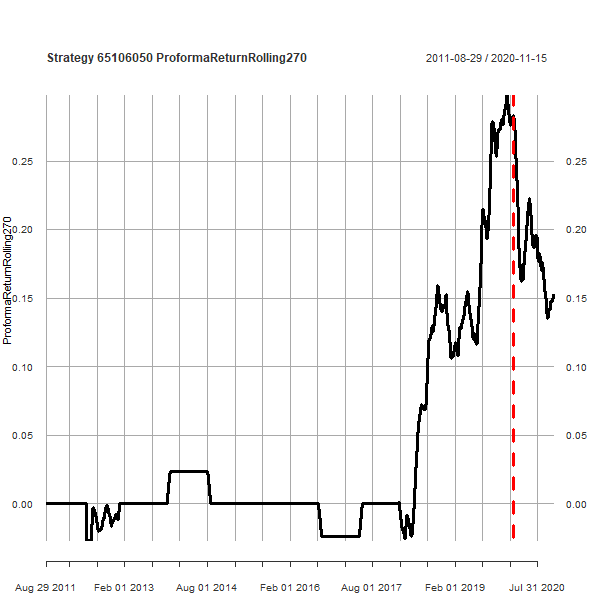 Strategy 65106050 ProformaReturnRolling270
2011-08-29 / 2020-11-15
ProformaReturnRolling270
0.25 0.25
0.20 0.20
0.15 0.15
0.10 0.10
0.05 0.05
0.00 0.00
Aug 29 2011 Feb 01 2013 Aug 01 2014 Feb 01 2016 Aug 01 2017 Feb 01 2019 Jul 31 2020